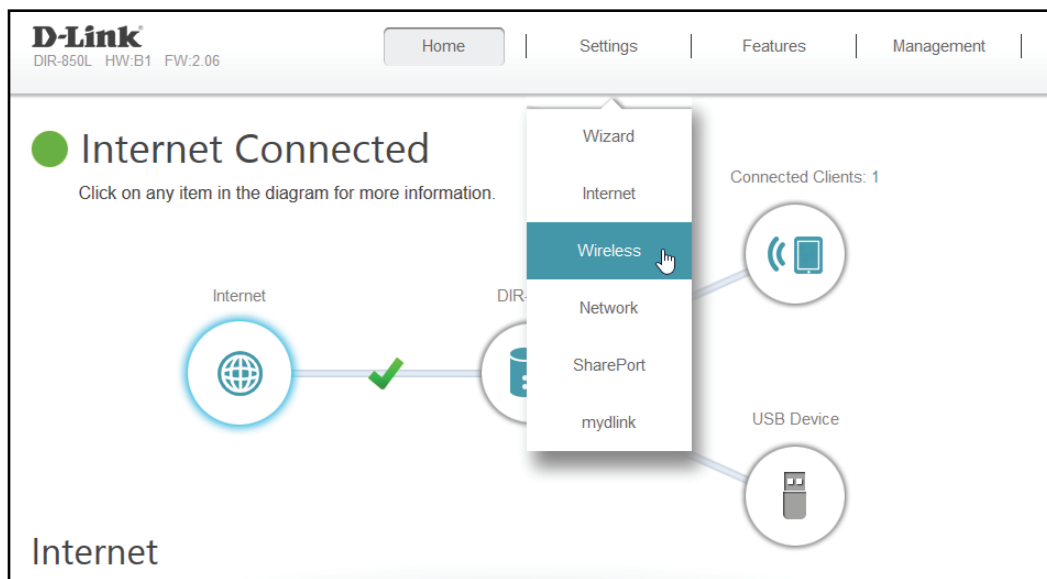 D-Link
DIR-850L HW:B1 FW:2.06
Home
Settings
Features
Management
Internet Connected
Click on any item in the diagram for more information.
Wizard
Internet
Wireless
Network
SharePort
mydlink
Connected Clients: 1
Internet
DIR-
USB Device
Internet